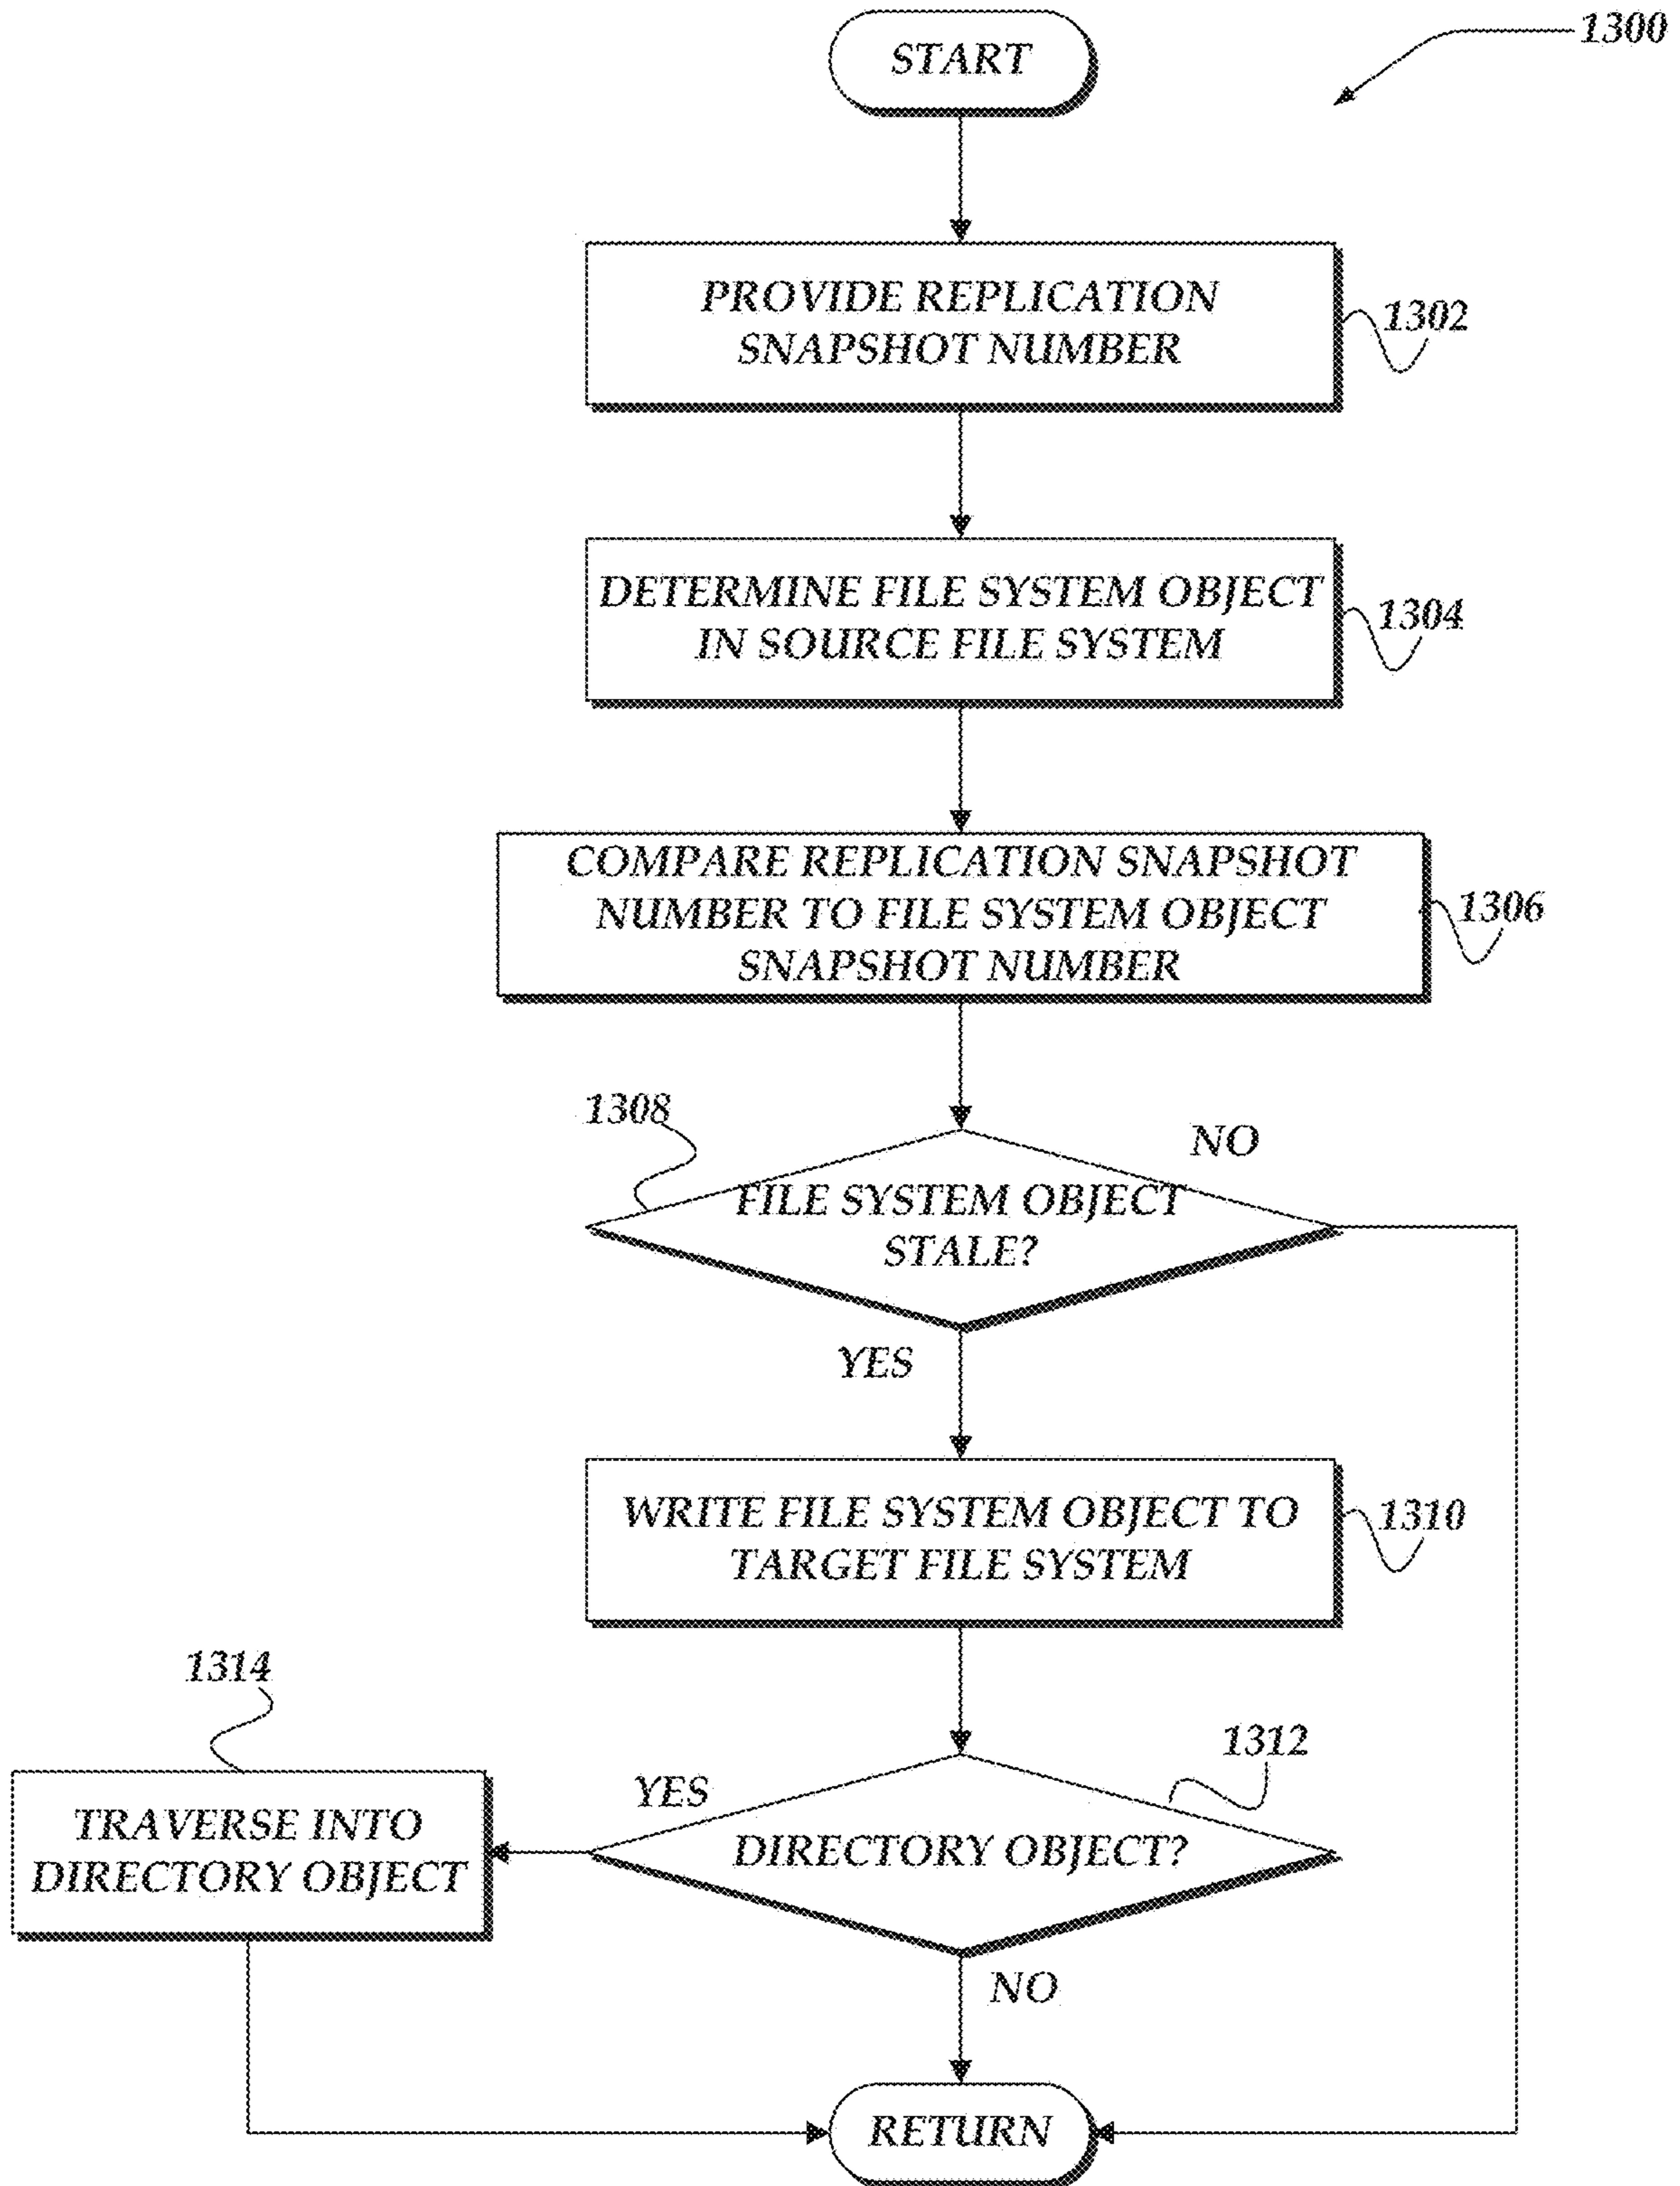 1300
START
PROVIDE REPLICATION
SNAPSHOT NUMBER
1302
DETERMINE FILE SYSTEM OBJECT
IN SOURCE FILE SYSTEM
1304
COMPARE REPLICATION SNAPSHOT
NUMBER TO FILE SYSTEM OBJECT
SNAPSHOT NUMBER
1306
1308
NO
FILE SYSTEM OBJECT
STALE?
YES
WRITE FILE SYSTEM OBJECT TO
TARGET FILE SYSTEM
1310
1314
1312
YES
TRAVERSE INTO
DIRECTORY OBJECT
DIRECTORY OBJECT?
NO
RETURN